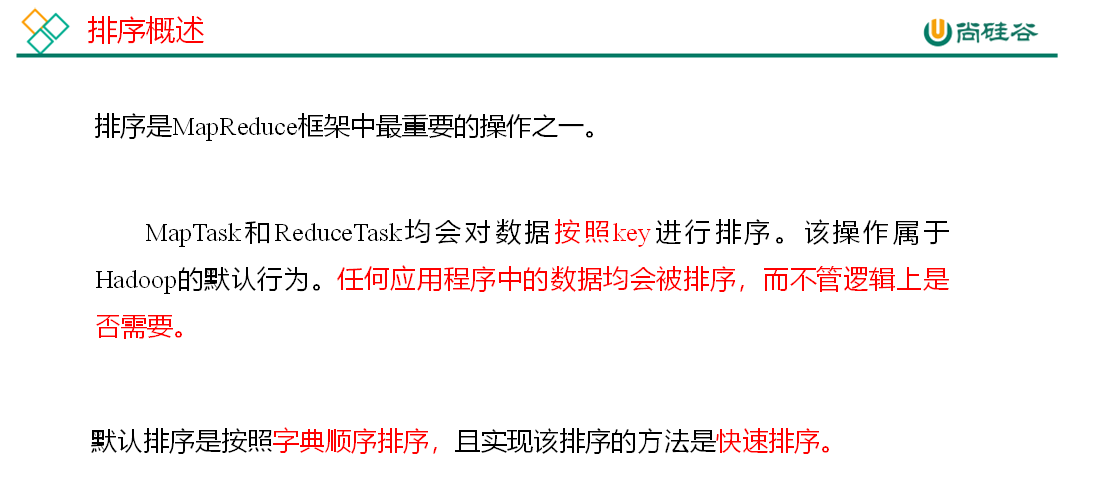 排序概述
尚硅谷
排序是MapReduce框架中最重要的操作之一。
MapTask和ReduceTask均会对数据按照key进行排序。该操作属于
Hadoop的默认行为。任何应用程序中的数据均会被排序，而不管逻辑上是
否需要。
默认排序是按照字典顺序排序，且实现该排序的方法是快速排序。